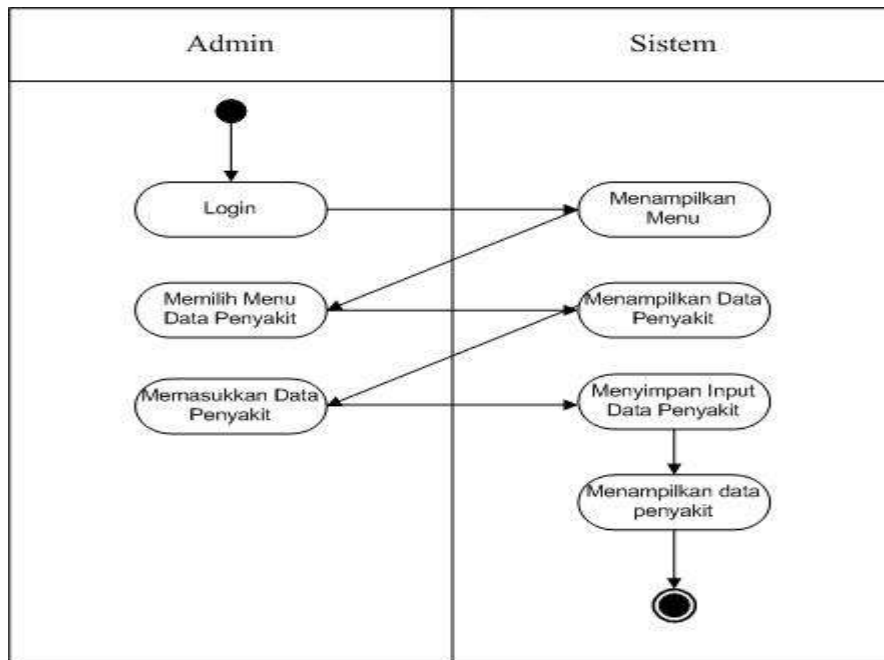 Admin
Sistem
Login
Menampilkan
Menu
Memilih Menu
Data Penyakit
Menampilkan Data
Penyakit
Memasukkan Data
Penyakit
Menyimpan Input
Data Penyakit
Menampilkan data
penyakit